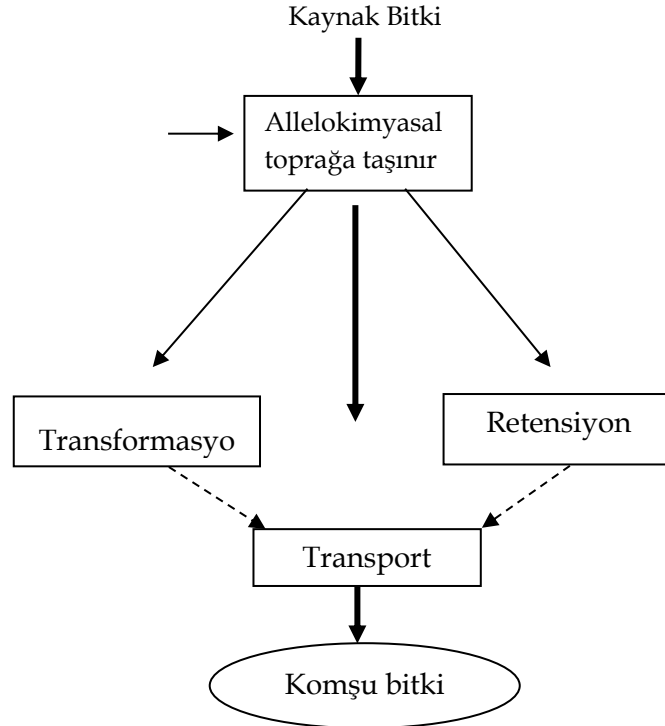 Kaynak Bitki
Allelokimyasal
toprağa taşınır
Transformasyo
Retensiyon
Transport
Komşu bitki